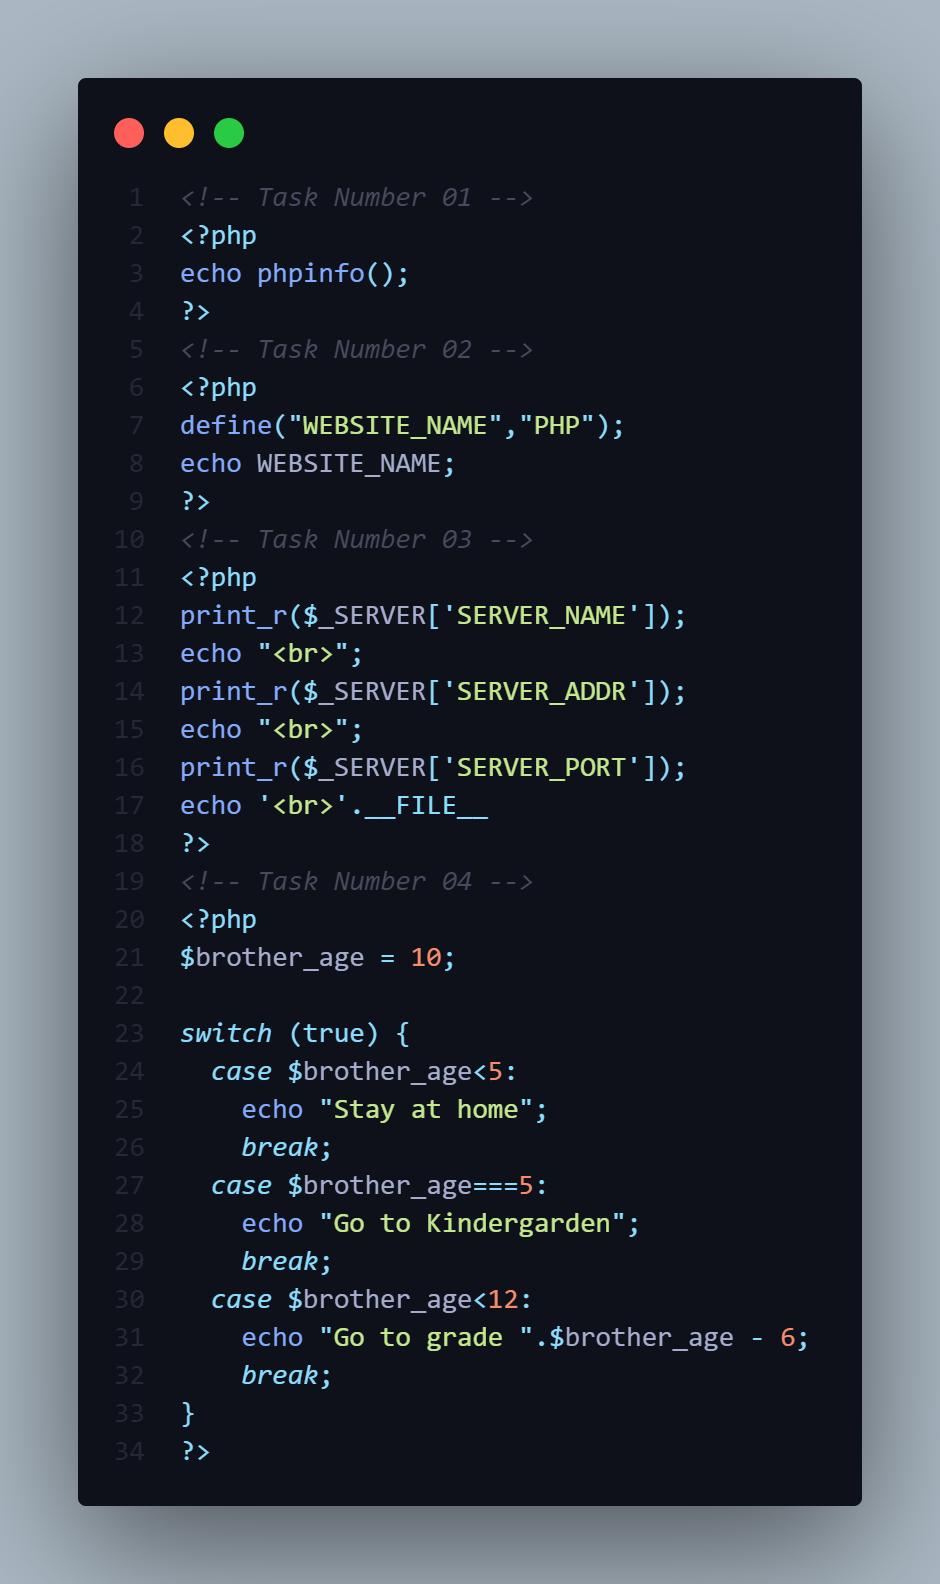 1 <!-- Task Number 01 -->
2 <?php
3 echo phpinfo();
4 ?>
5 <!-- Task Number 02 -->
6 <?php
7 define("WEBSITE_NAME","PHP");
8 echo WEBSITE_NAME;
9 ?>
10 <!-- Task Number 03 -->
11 <?php
12 print_r($_SERVER['SERVER_NAME']);
13 echo "<br>";
14 print_r($_SERVER['SERVER_ADDR']);
15 echo "<br>";
16 print_r($_SERVER['SERVER_PORT']);
17 echo '<br>'.__FILE__
18 ?>
19 <!-- Task Number 04 -->
20 <?php
21 $brother_age = 10;
22
23 switch (true) {
24   case $brother_age<5:
25     echo "Stay at home";
26     break;
27   case $brother_age===5:
28     echo "Go to Kindergarden";
29     break;
30   case $brother_age<12:
31     echo "Go to grade ".$brother_age - 6;
32     break;
33 }
34 ?>